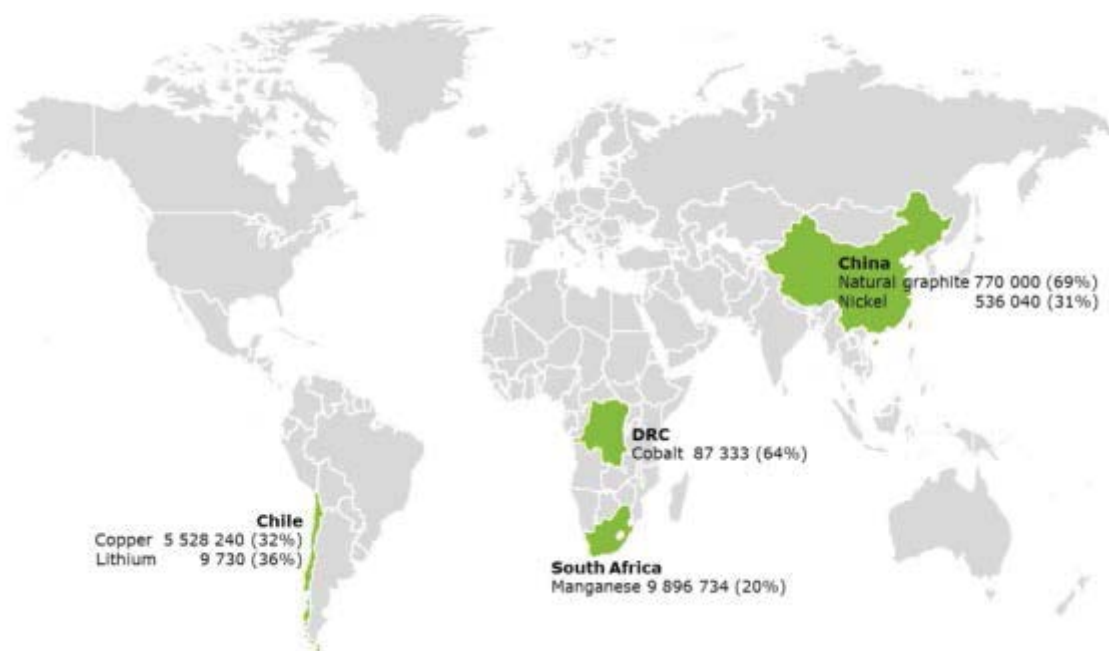 China
Natural graphite 770 000 (69%)
Nickel 536 040 (31%)
DRC
Cobalt 87 333 (64%)
Chile
Copper 5 528 240 (32%)
Lithium 9 730 (36%)
South Africa
Manganese 9 896 734 (20%)